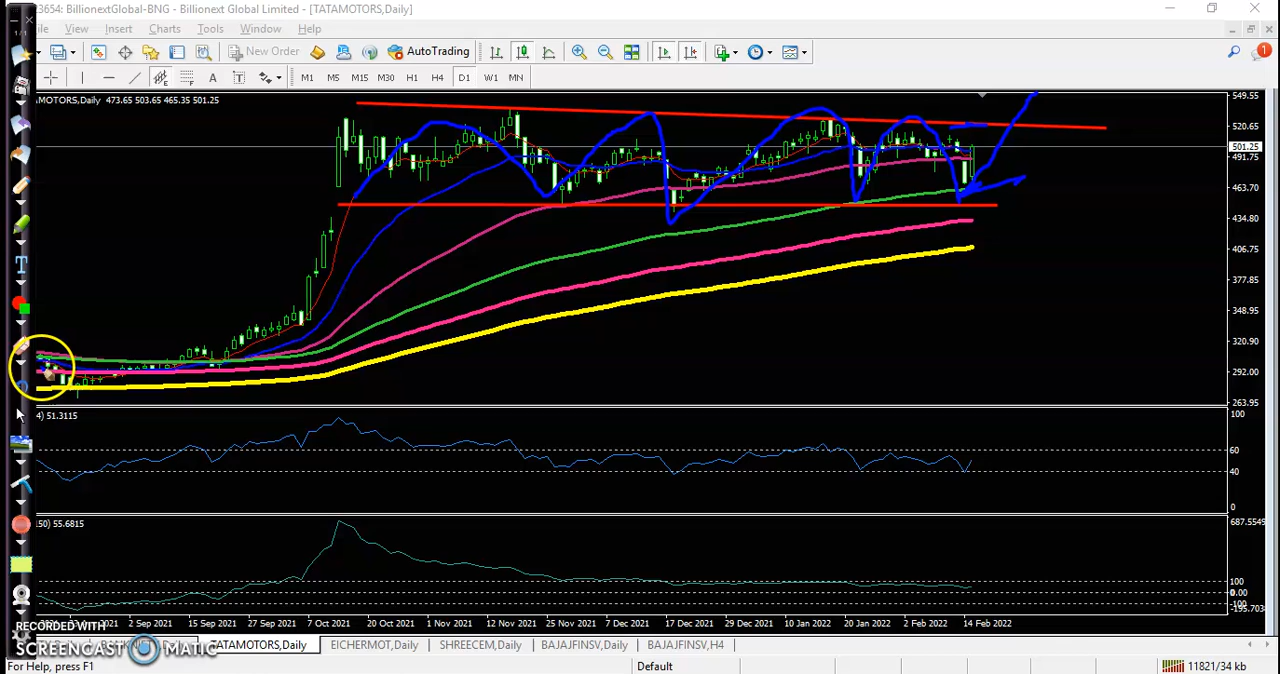 23654: BillionextGlobal-BNG - Billionext Global Limited - [TATAMOTORS,Daily]
View Insert Charts Tools Window Help
New Order AutoTrading
M1 M5 M15 M30 H1 H4 D1 W1 MN
AMOTORS,Daily 473.65 503.65 465.35 501.25
549.55
520.65
501.25
491.75
463.70
434.80
406.75
377.85
348.95
320.90
292.00
263.95
4) 51.3115
100
60
40
0
50) 55.6815
687.5549
100
0.00
-100
2 Sep 2021 15 Sep 2021 27 Sep 2021 7 Oct 2021 20 Oct 2021 1 Nov 2021 12 Nov 2021 25 Nov 2021 7 Dec 2021 17 Dec 2021 29 Dec 2021 10 Jan 2022 20 Jan 2022 2 Feb 2022 14 Feb 2022
RECORDED WITH
SCREENCAST MATIC
TATAMOTORS,Daily EICHERMOT,Daily SHREECEM,Daily BAJAJFINSV,Daily BAJAJFINSV,H4
For Help, press F1 Default 11821/34 kb